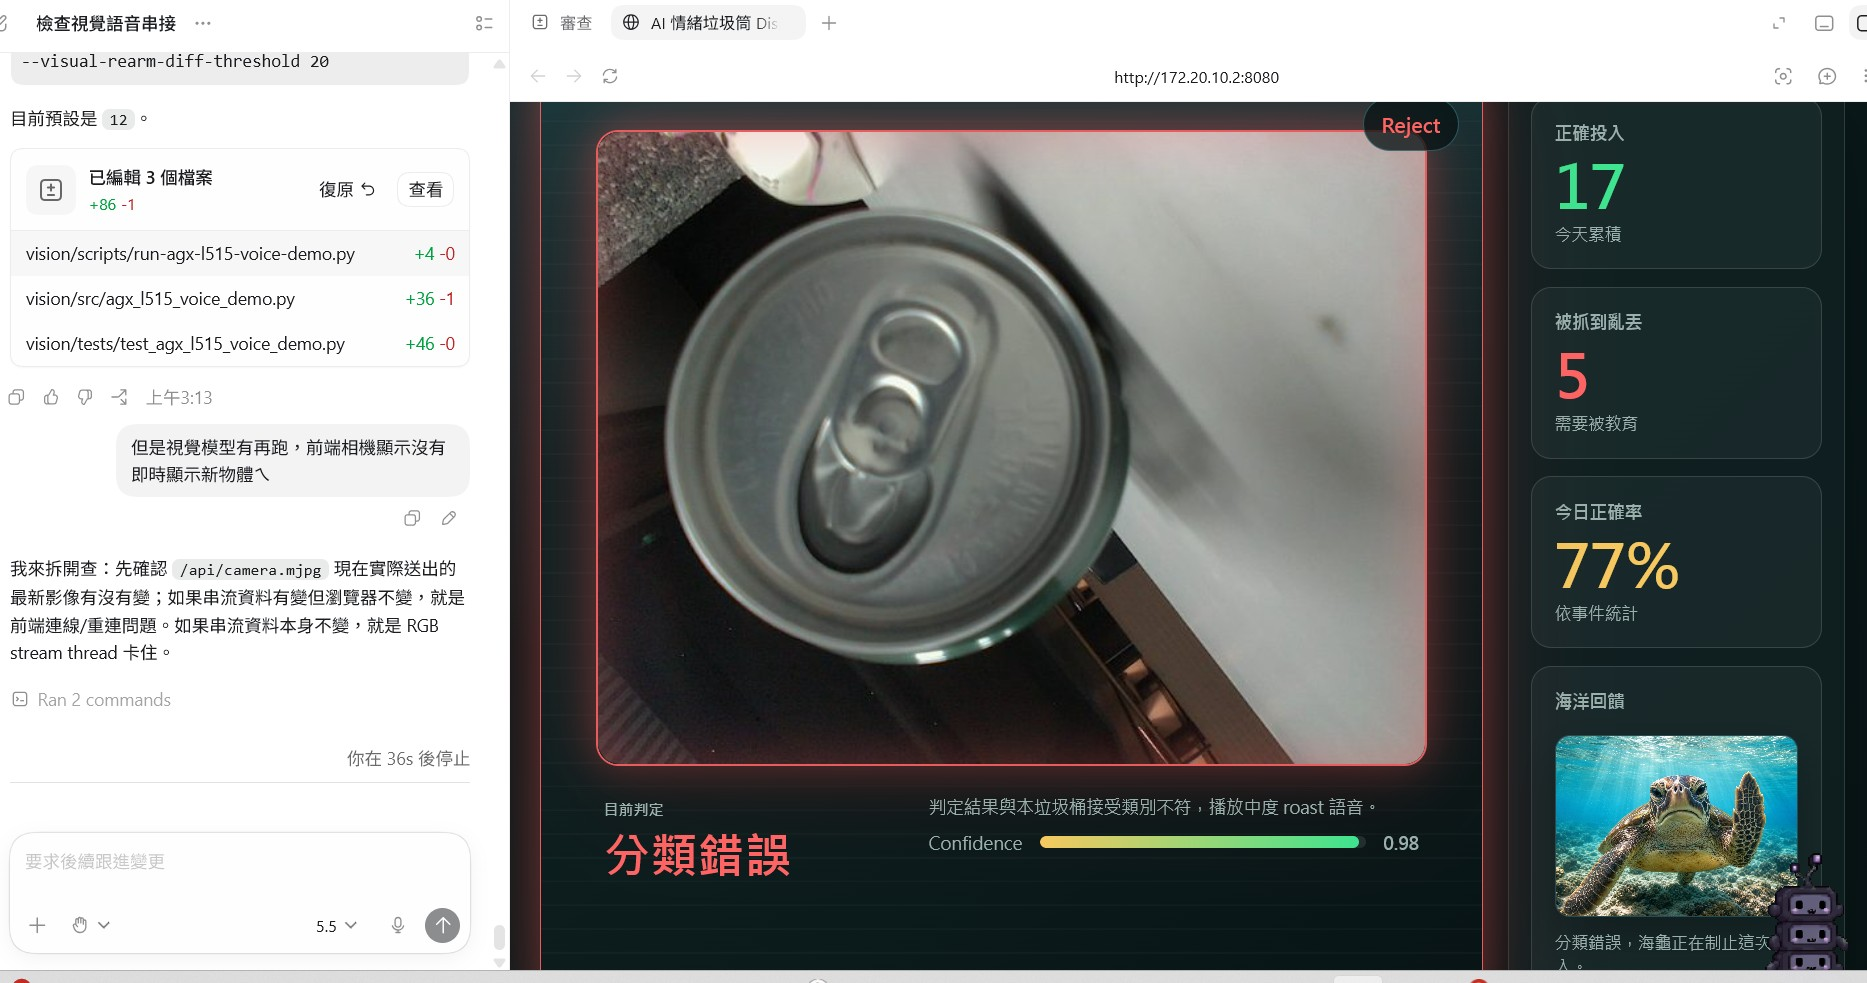 檢查視覺語音串接
--visual-rearm-diff-threshold 20
目前預設是 12 。
已編輯 3 個檔案
+86 -1
復原
查看
vision/scripts/run-agx-l515-voice-demo.py +4 -0
vision/src/agx_l515_voice_demo.py +36 -1
vision/tests/test_agx_l515_voice_demo.py +46 -0
上午3:13
但是視覺模型有再跑，前端相機顯示沒有
即時顯示新物體ㄟ
我來拆開查：先確認 /api/camera.mjpg 現在實際送出的
最新影像有沒有變；如果串流資料有變但瀏覽器不變，就是
前端連線/重連問題。如果串流資料本身不變，就是 RGB
stream thread 卡住。
Ran 2 commands
你在 36s 後停止
要求後續跟進變更
5.5
審查
AI 情緒垃圾筒 Dis
http://172.20.10.2:8080
Reject
目前判定
分類錯誤
判定結果與本垃圾桶接受類別不符，播放中度 roast 語音。
Confidence 0.98
正確投入
17
今天累積
被抓到亂丟
5
需要被教育
今日正確率
77%
依事件統計
海洋回饋
分類錯誤，海龜正在制止這次
入。